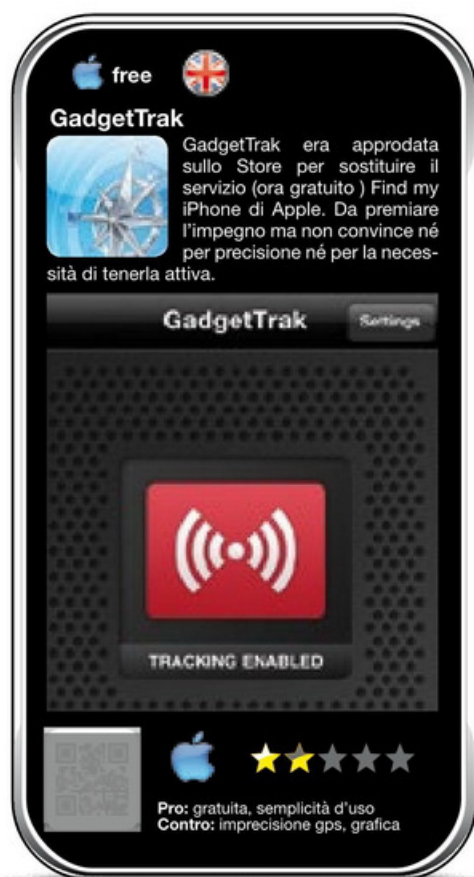 free
GadgetTrak
GadgetTrak era approdata
sullo Store per sostituire il
servizio (ora gratuito ) Find my
iPhone di Apple. Da premiare
l'impegno ma non convince né
per precisione né per la neces-
sità di tenerla attiva.
GadgetTrak
Settings
TRACKING ENABLED
Pro: gratuita, semplicità d'uso
Contro: imprecisione gps, grafica